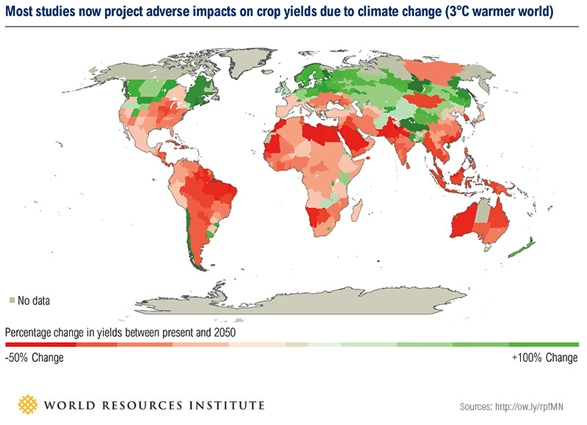 Most studies now project adverse impacts on crop yields due to climate change (3°C warmer world)
No data
Percentage change in yields between present and 2050
-50% Change
+100% Change
WORLD RESOURCES INSTITUTE
Sources: http://ow.ly/rpfMN